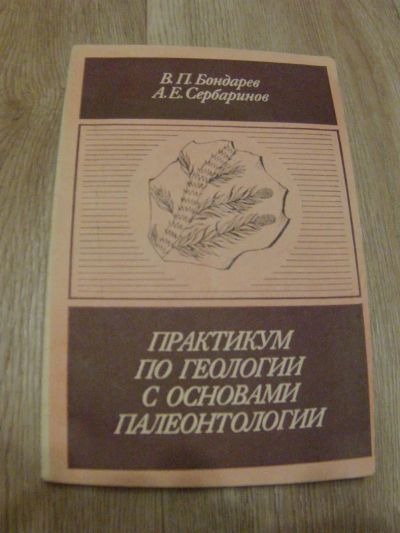 В. П. Бондарев
А. Е. Сербаринов
ПРАКТИКУМ
ПО ГЕОЛОГИИ
С ОСНОВАМИ
ПАЛЕОНТОЛОГИИ